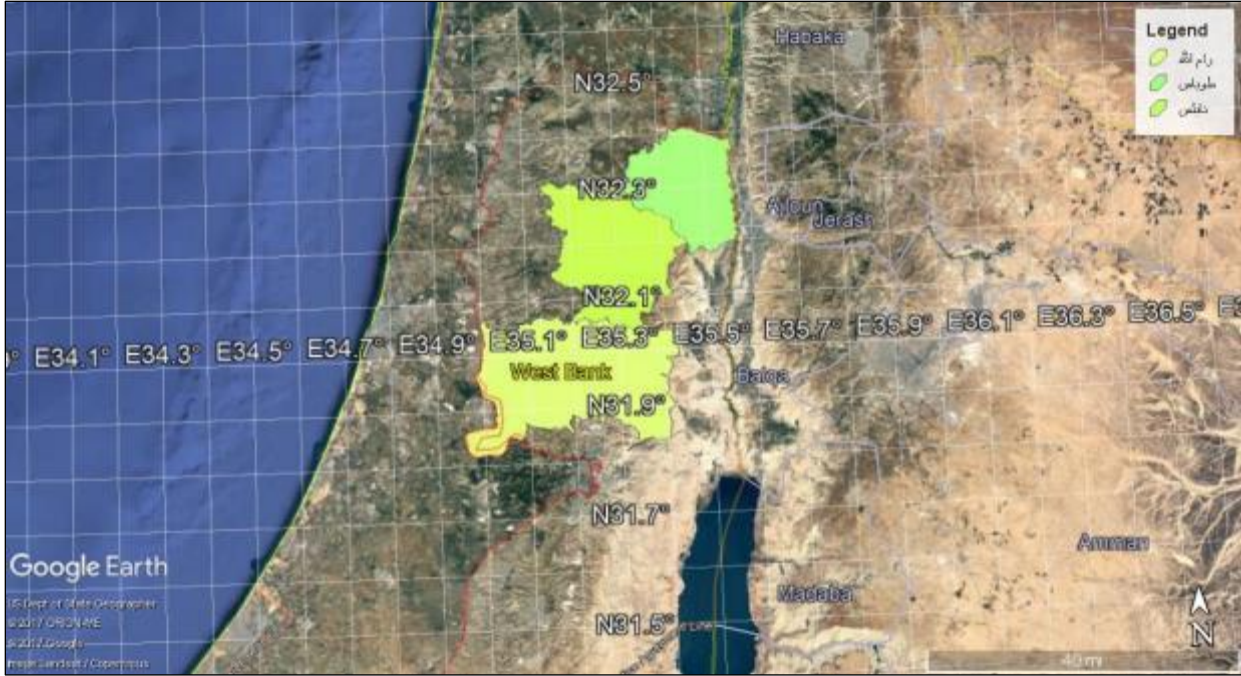 Habaka
Legend
رام الله
طوباس
نابلس
N32.5°
N32.3°
Ajloun
Jerash
N32.1°
E34.1° E34.3° E34.5° E34.7° E34.9° E35.1° E35.3° E35.5° E35.7° E35.9° E36.1° E36.3° E36.5°
West Bank
Balqa
N31.9°
N31.7°
Amman
Google Earth
Madaba
US Dept of State Geographer
©2017 ORION-ME
©2017 Google
Image Landsat / Copernicus
N31.5°
N
40 mi